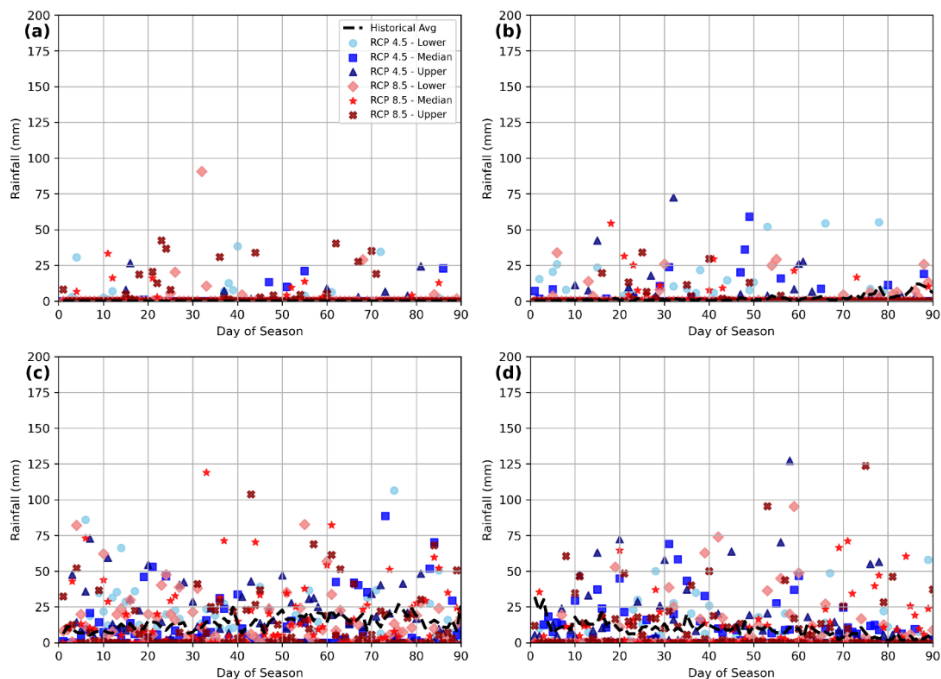 200
175
150
125
100
75
50
25
0
Rainfall (mm)
(a)
Historical Avg
RCP 4.5 - Lower
RCP 4.5 - Median
RCP 4.5 - Upper
RCP 8.5 - Lower
RCP 8.5 - Median
RCP 8.5 - Upper
0 10 20 30 40 50 60 70 80 90
Day of Season
200
175
150
125
100
75
50
25
0
Rainfall (mm)
(b)
0 10 20 30 40 50 60 70 80 90
Day of Season
200
175
150
125
100
75
50
25
0
Rainfall (mm)
(c)
0 10 20 30 40 50 60 70 80 90
Day of Season
200
175
150
125
100
75
50
25
0
Rainfall (mm)
(d)
0 10 20 30 40 50 60 70 80 90
Day of Season